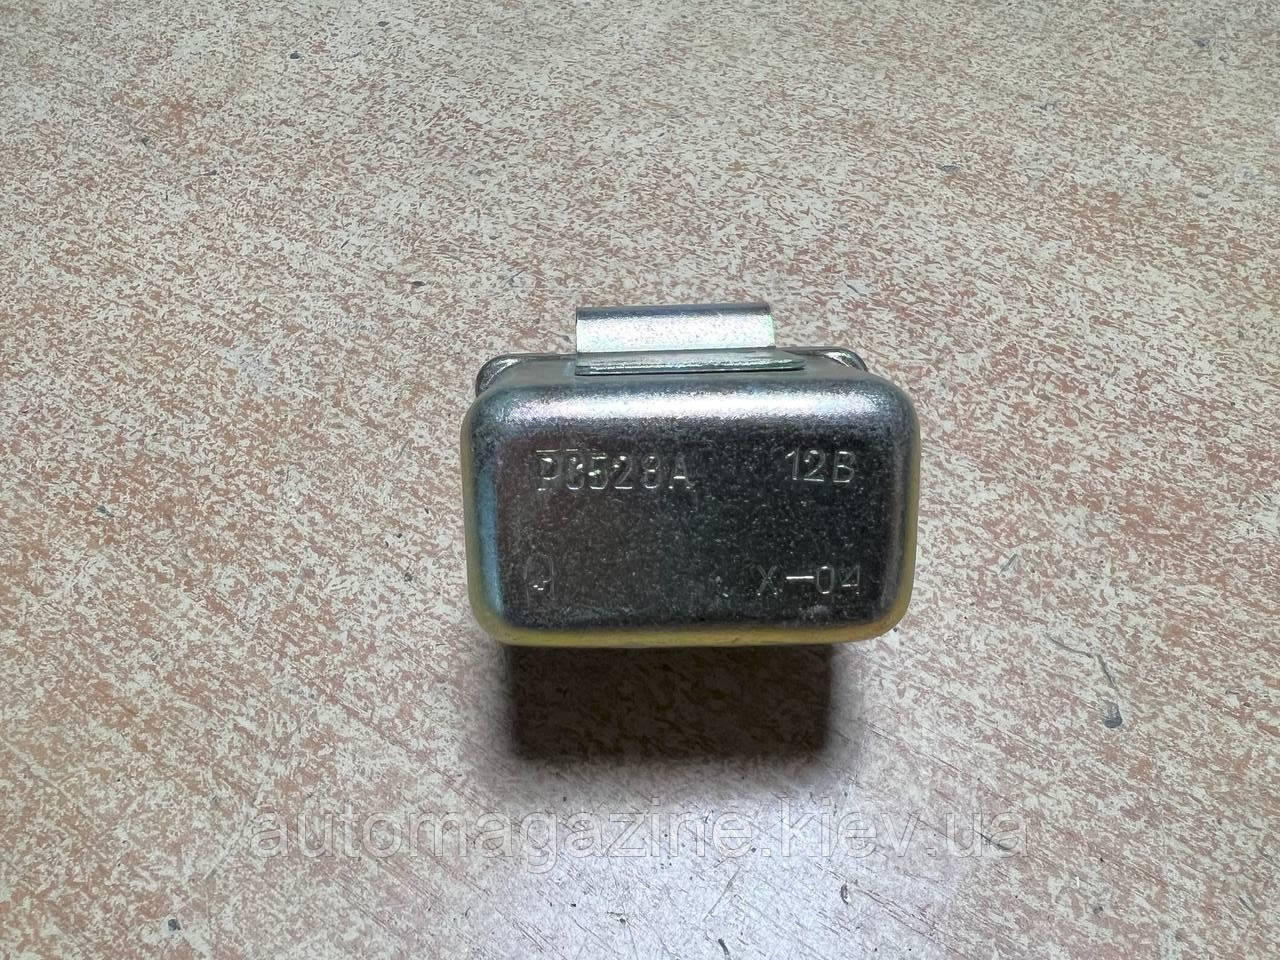 РС528А 12В
X-04
automagazine.kiev.ua